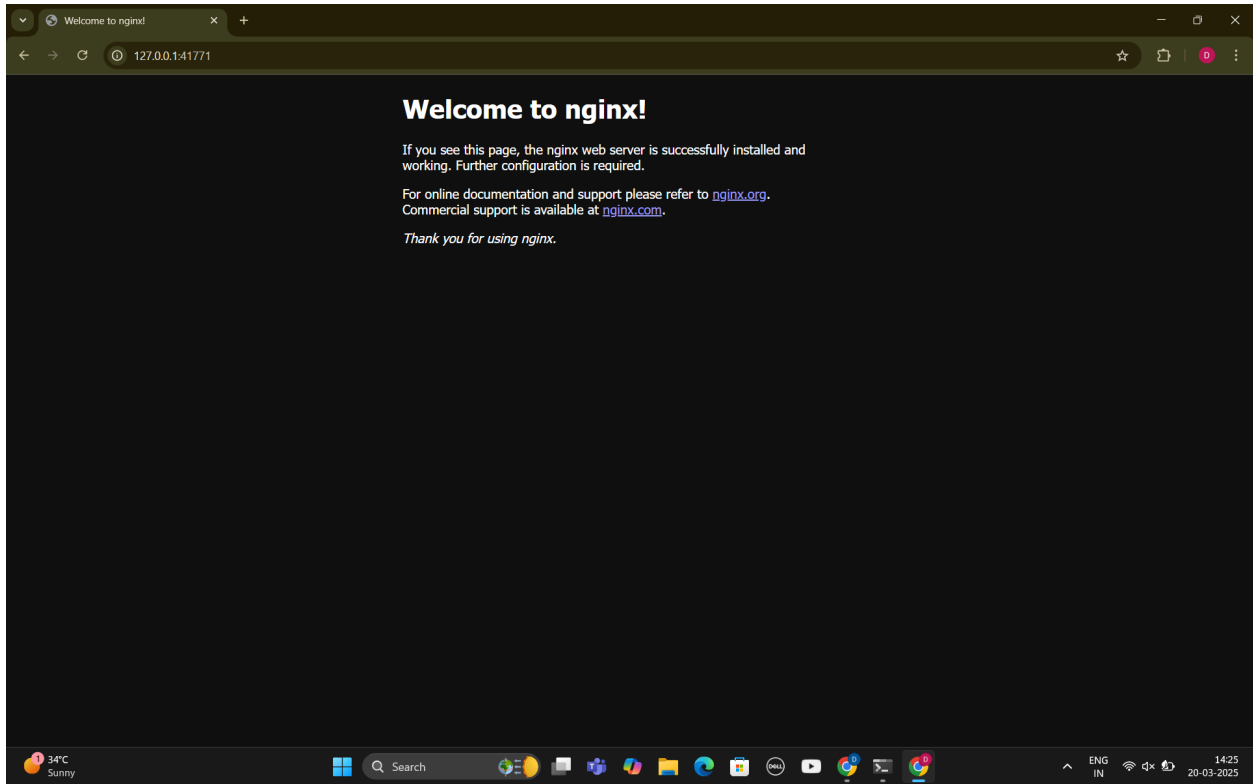 Welcome to nginx!
127.0.0.1:41771
D
Welcome to nginx!
If you see this page, the nginx web server is successfully installed and
working. Further configuration is required.
For online documentation and support please refer to nginx.org.
Commercial support is available at nginx.com.
Thank you for using nginx.
1
34°C
Sunny
Search
DELL
D
D
ENG
IN
14:25
20-03-2025